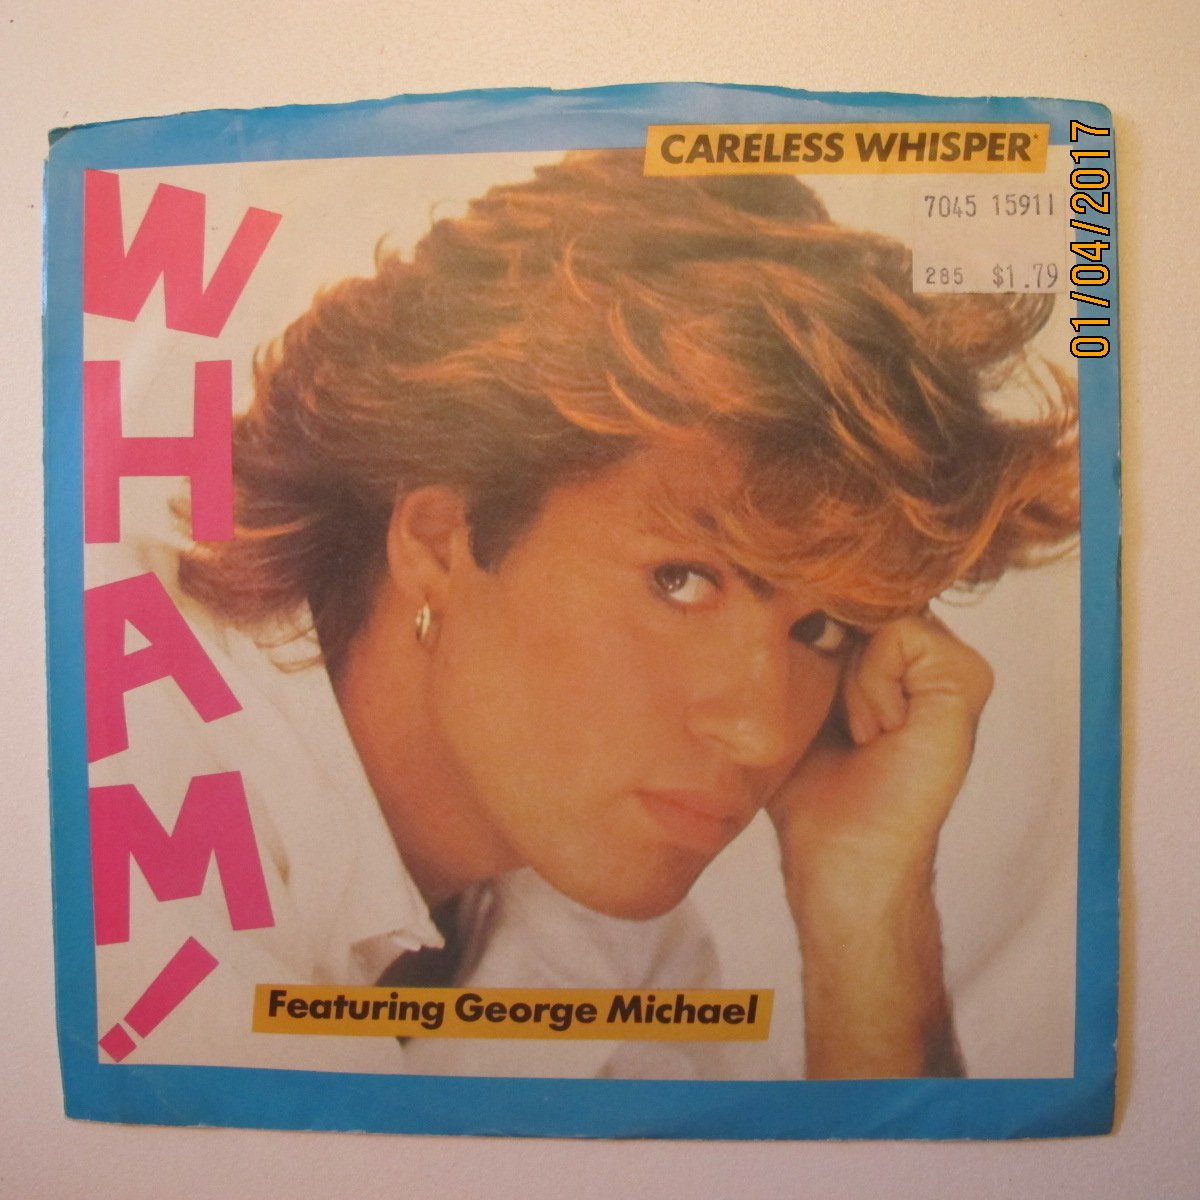 CARELESS WHISPER*
7045 15911
285 $1.79
01/04/2017
WHAM!
Featuring George Michael